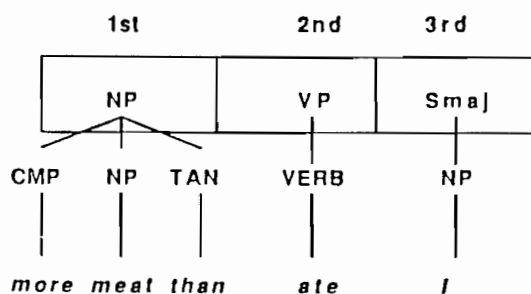 1st 2nd 3rd
NP VP Smaj
CMP NP TAN VERB NP
more meat than ate I